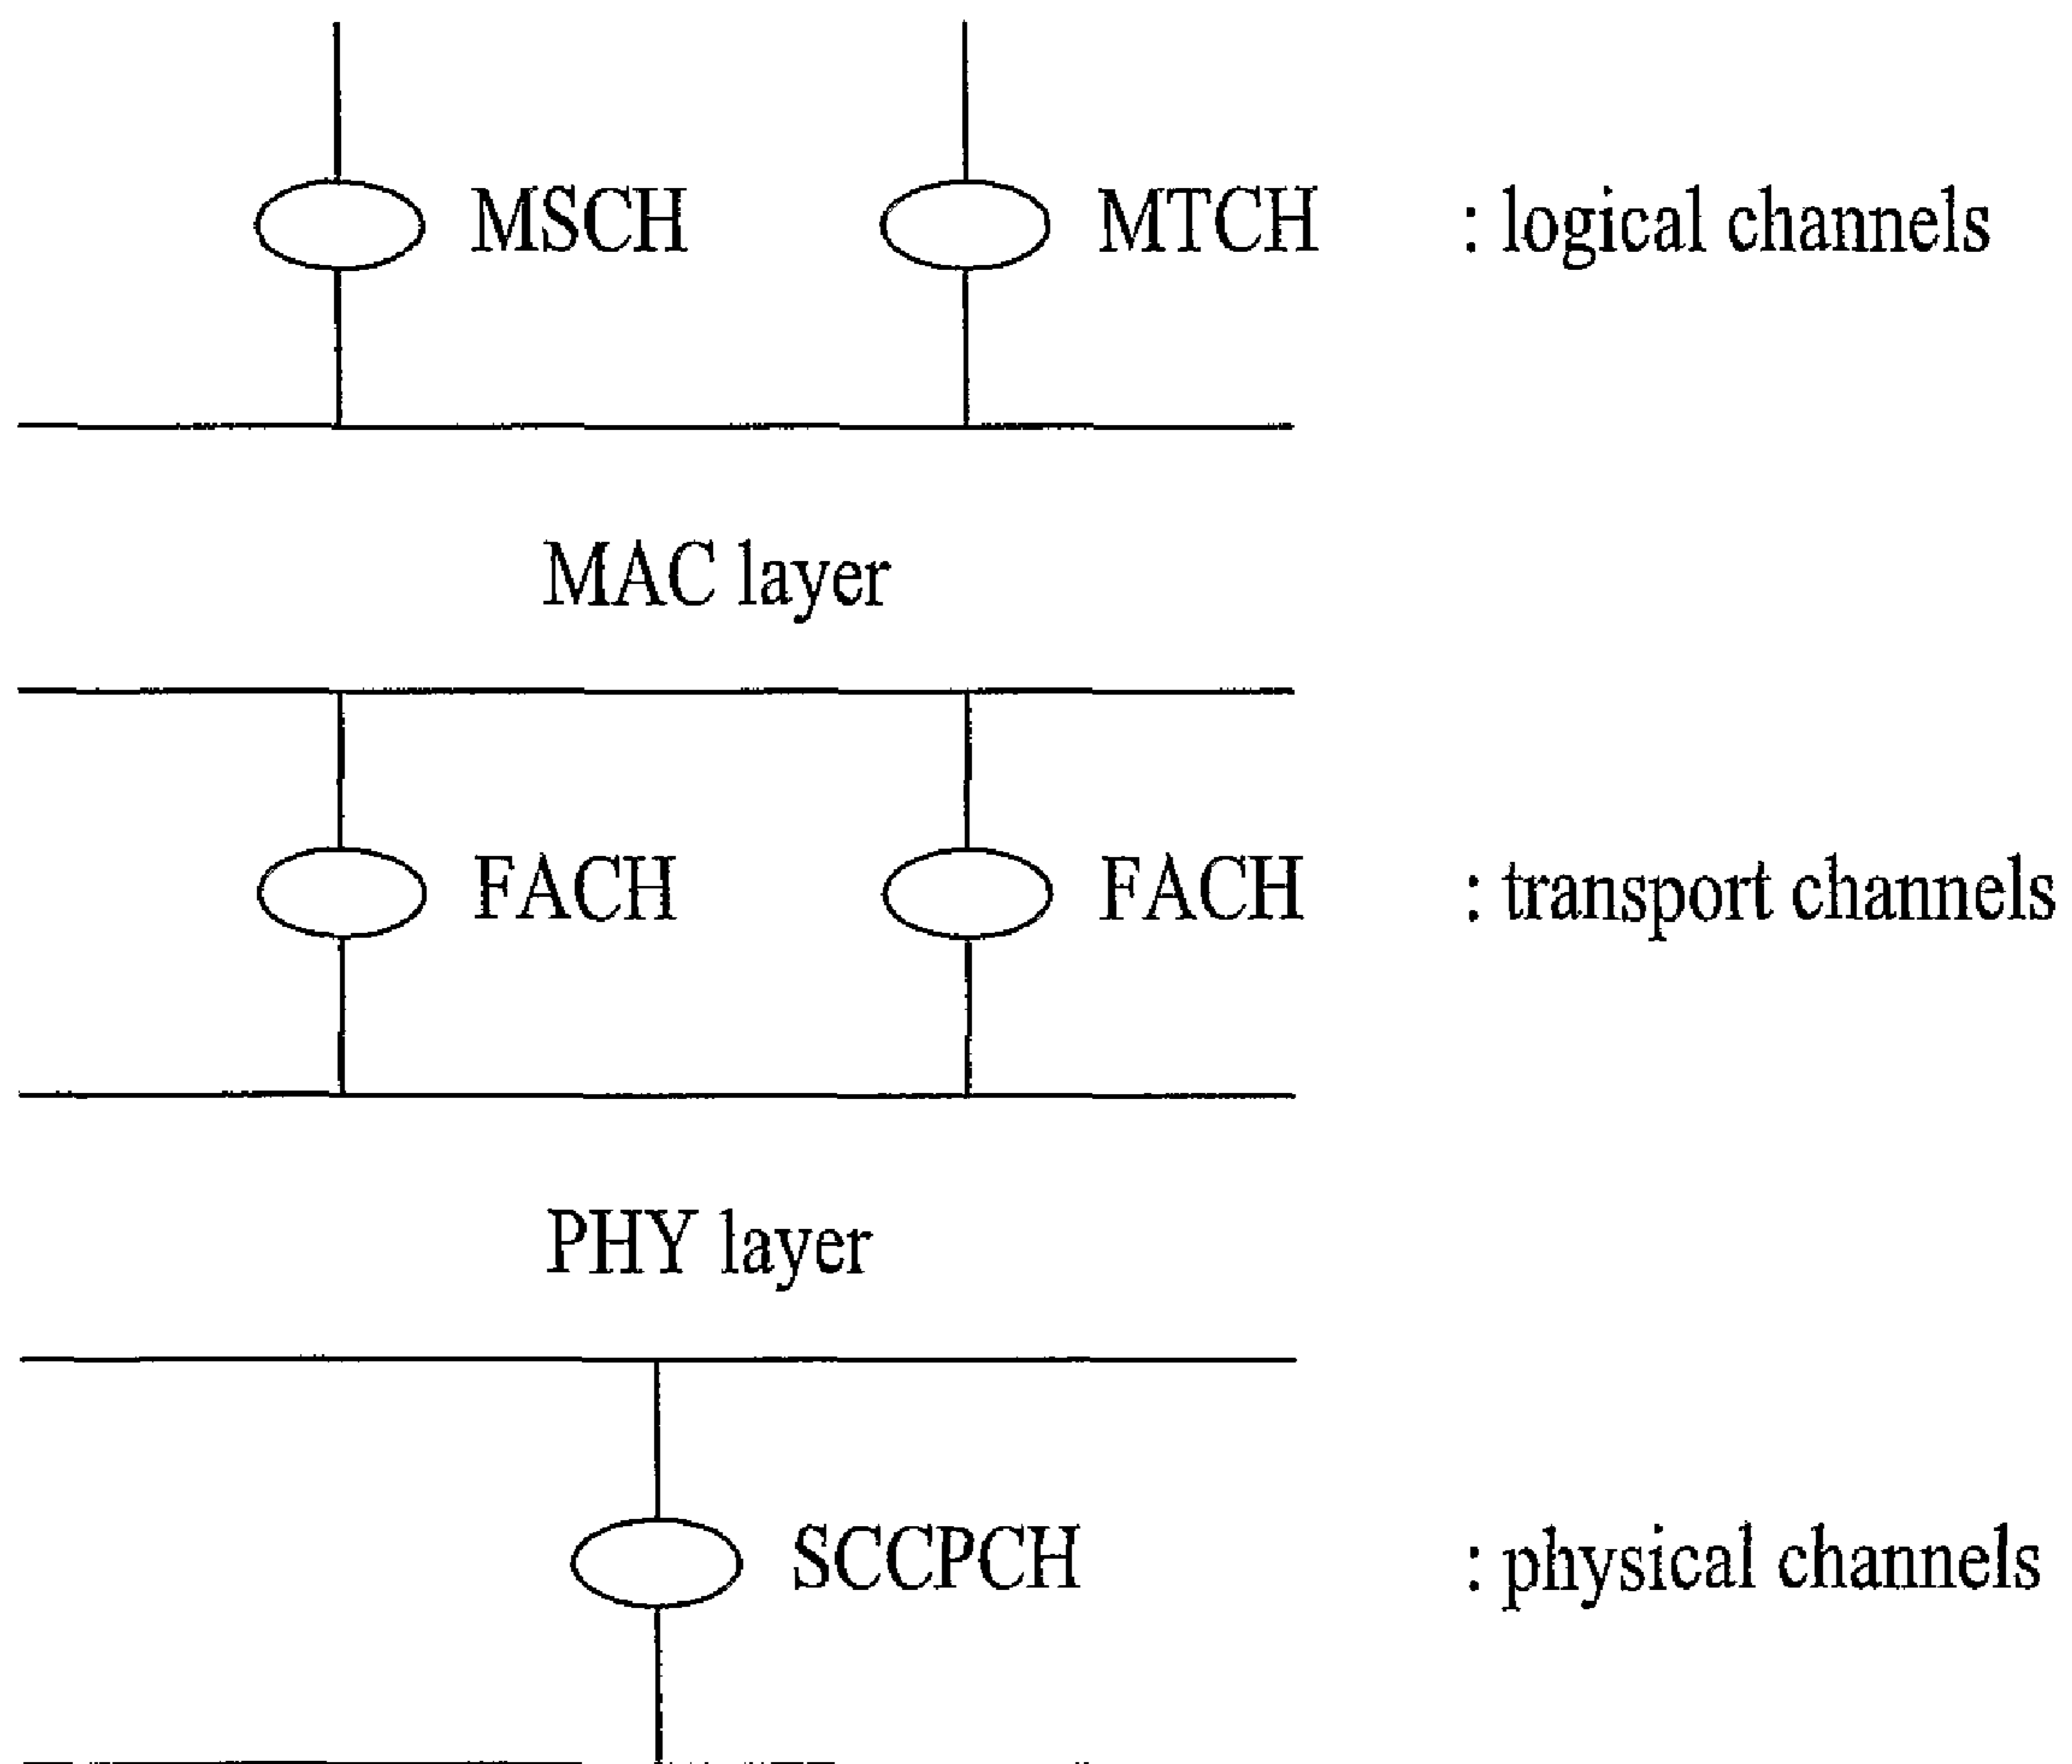 MSCH MTCH : logical channels
MAC layer
FACH FACH : transport channels
PHY layer
SCCPCH : physical channels